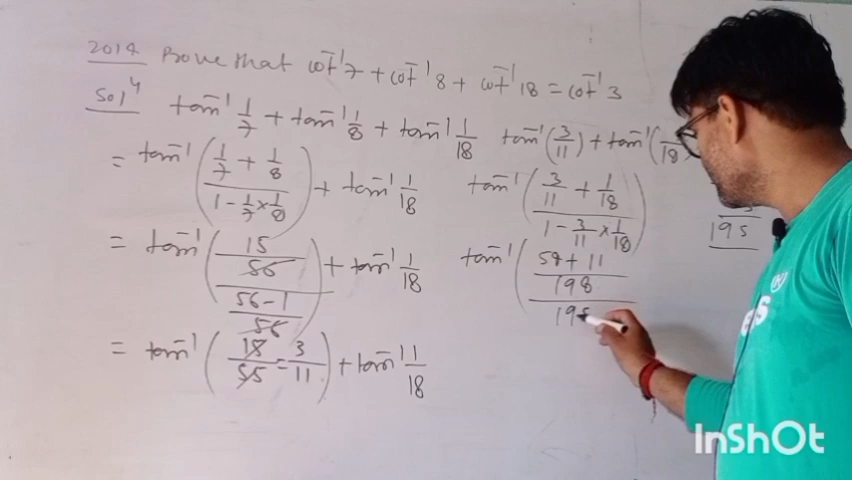 2014 Prove that cot⁻¹7 + cot⁻¹8 + cot⁻¹18 = cot⁻¹3
Solⁿ tan⁻¹ 1/7 + tan⁻¹ 1/8 + tan⁻¹ 1/18
= tan⁻¹ ( (1/7 + 1/8) / (1 - 1/7 × 1/8) ) + tan⁻¹ 1/18
= tan⁻¹ ( (15/56) / ((56-1)/56) ) + tan⁻¹ 1/18
= tan⁻¹ ( 15/55 = 3/11 ) + tan⁻¹ 1/18
tan⁻¹(3/11) + tan⁻¹(1/18
tan⁻¹ ( (3/11 + 1/18) / (1 - 3/11 × 1/18) )
tan⁻¹ ( ((54 + 11)/198) / 195
195
InShOt